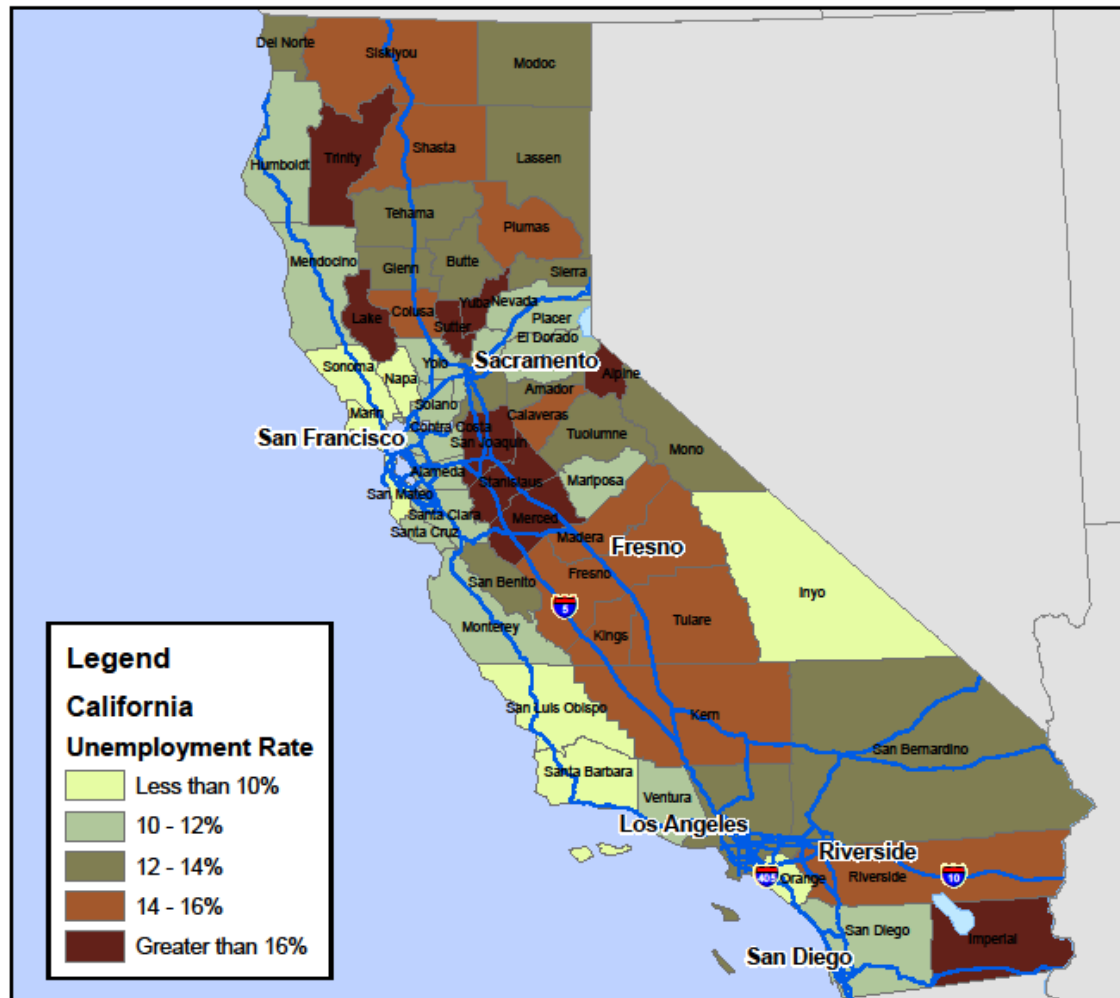 Del Norte
Siskiyou
Modoc
Humboldt
Trinity
Shasta
Lassen
Tehama
Plumas
Mendocino
Glenn
Butte
Sierra
Lake
Colusa
Sutter
Yuba
Nevada
Placer
El Dorado
Sonoma
Napa
Yolo
Sacramento
Alpine
Marin
Solano
Amador
Calaveras
San Francisco
Contra Costa
San Joaquin
Tuolumne
Mono
Alameda
Stanislaus
Mariposa
San Mateo
Santa Clara
Merced
Santa Cruz
Madera
Fresno
San Benito
Fresno
Inyo
5
Monterey
Kings
Tulare
San Luis Obispo
Kern
San Bernardino
Santa Barbara
Ventura
Los Angeles
Riverside
405
Orange
Riverside
10
San Diego
Imperial
San Diego
Legend
California
Unemployment Rate
Less than 10%
10 - 12%
12 - 14%
14 - 16%
Greater than 16%